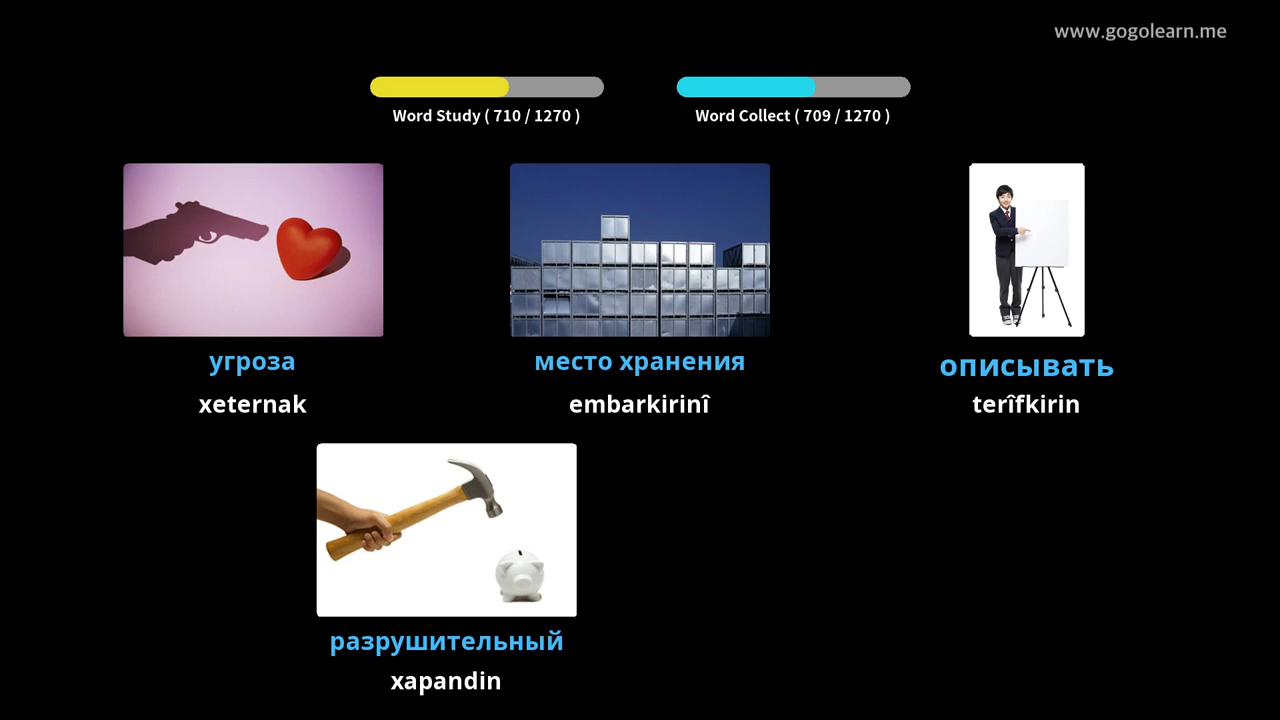 www.gogolearn.me
Word Study ( 710 / 1270 )
Word Collect ( 709 / 1270 )
угроза
xeternak
место хранения
embarkirinî
описывать
terîfkirin
разрушительный
xapandin